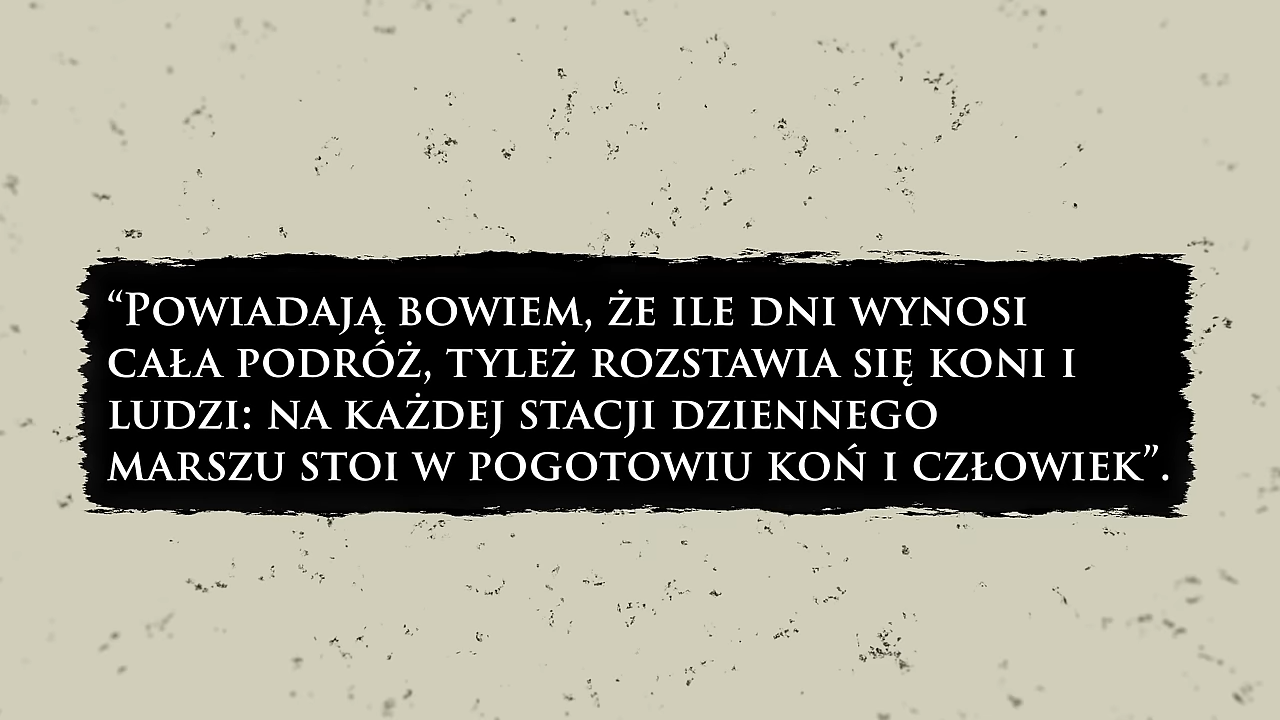 “Powiadają bowiem, że ile dni wynosi
cała podróż, tyleż rozstawia się koni i
ludzi: na każdej stacji dziennego
marszu stoi w pogotowiu koń i człowiek”.